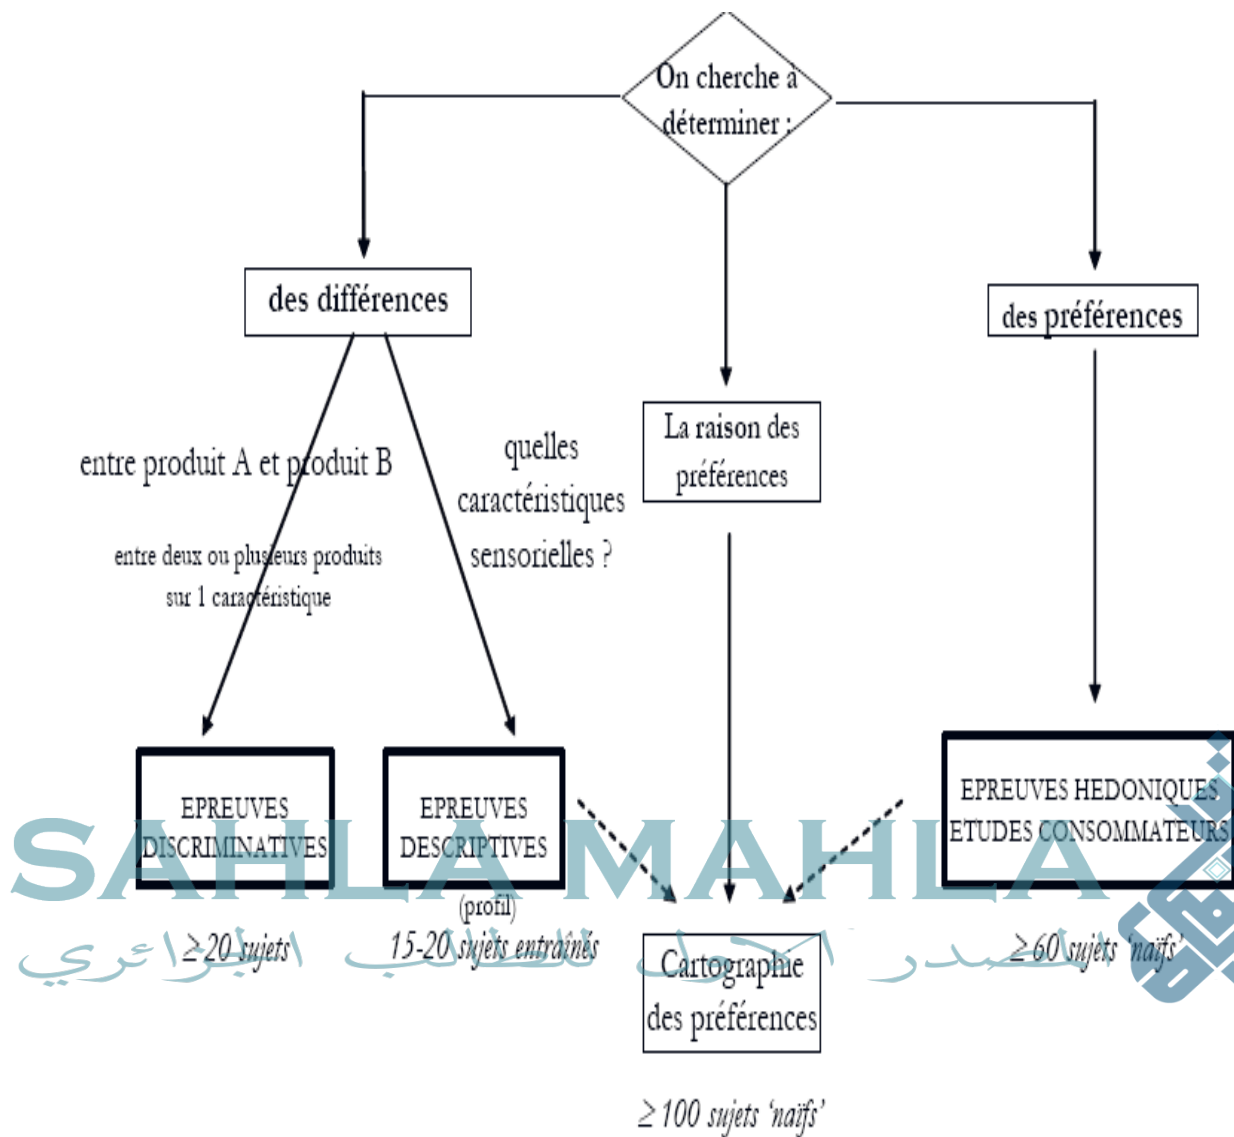 On cherche à
déterminer :
des différences
des préférences
La raison des
préférences
entre produit A et produit B
entre deux ou plusieurs produits
sur 1 caractéristique
quelles
caractéristiques
sensorielles ?
EPREUVES
DISCRIMINATIVES
≥ 20 sujets
EPREUVES
DESCRIPTIVES
(profil)
15-20 sujets entraînés
EPREUVES HEDONIQUES
ETUDES CONSOMMATEURS
≥ 60 sujets ‘naïfs’
Cartographie
des préférences
≥ 100 sujets ‘naïfs’
SAHLA MAHLA
المصدر الاول للطالب الجزائري